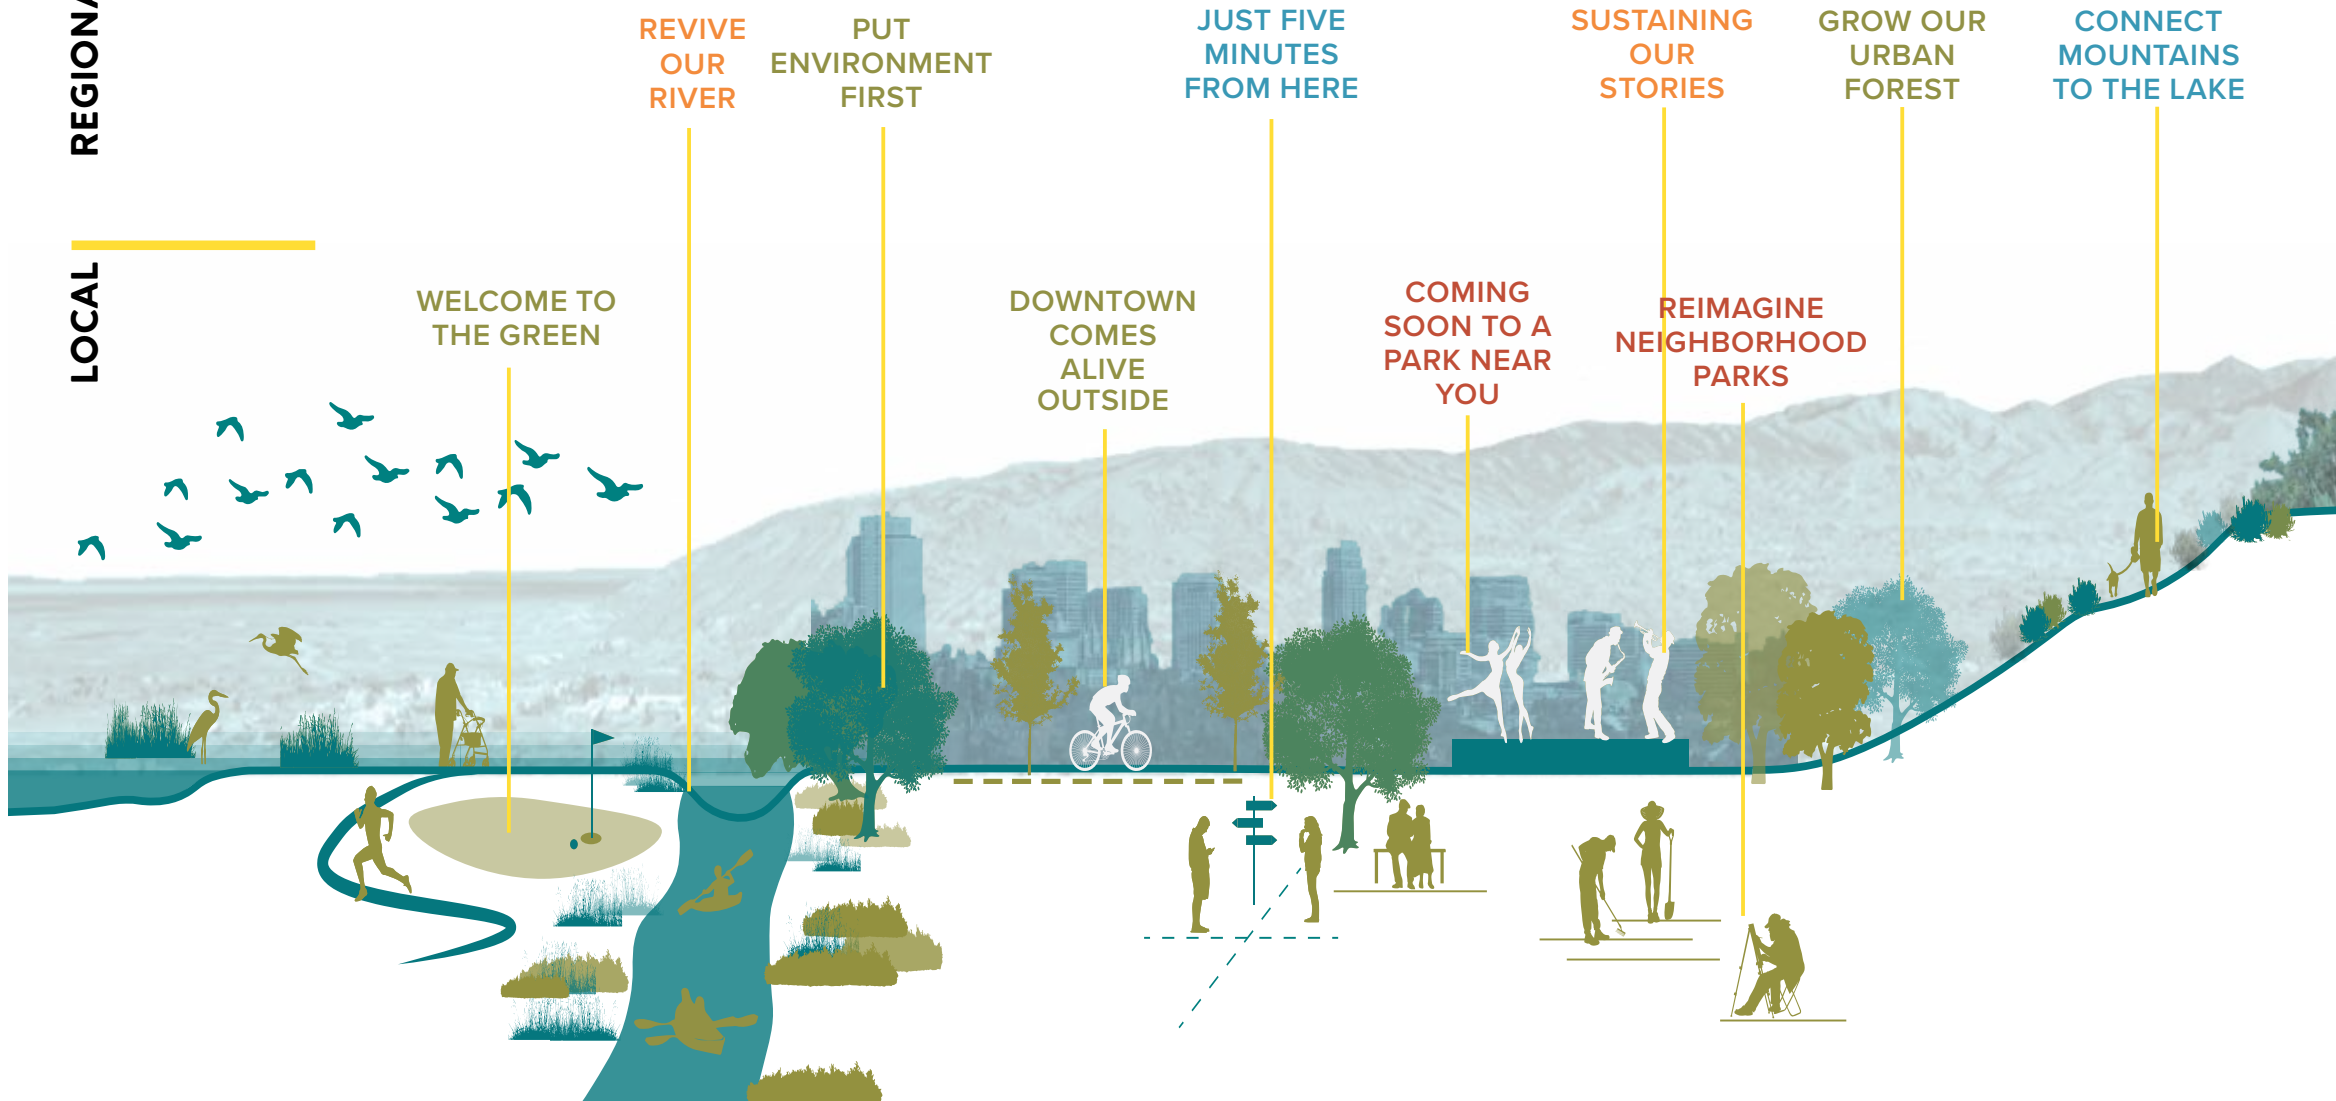 REGIONA
REVIVE
OUR
RIVER
PUT
ENVIRONMENT
FIRST
JUST FIVE
MINUTES
FROM HERE
SUSTAINING
OUR
STORIES
GROW OUR
URBAN
FOREST
CONNECT
MOUNTAINS
TO THE LAKE
LOCAL
WELCOME TO
THE GREEN
DOWNTOWN
COMES
ALIVE
OUTSIDE
COMING
SOON TO A
PARK NEAR
YOU
REIMAGINE
NEIGHBORHOOD
PARKS